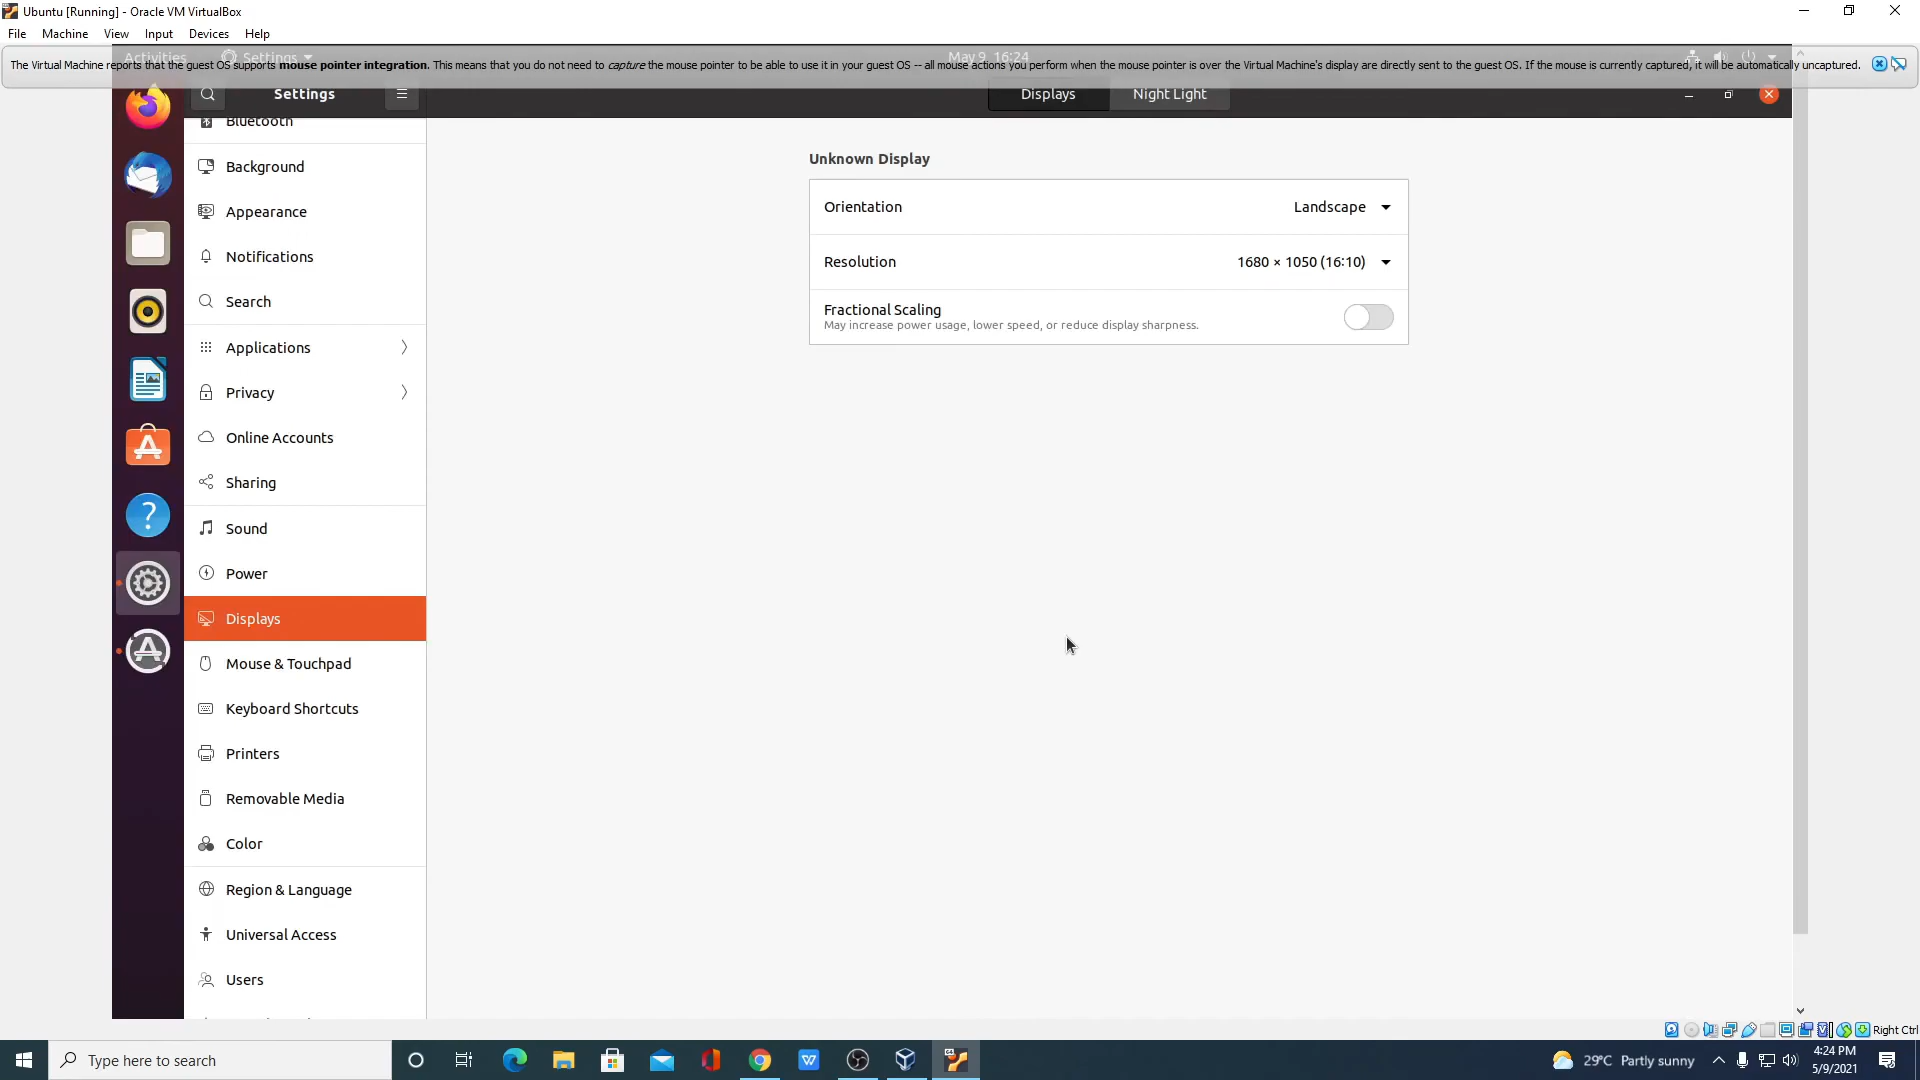 Ubuntu [Running] - Oracle VM VirtualBox
File Machine View Input Devices Help
Activities Settings May 9 16:24
The Virtual Machine reports that the guest OS supports mouse pointer integration. This means that you do not need to capture the mouse pointer to be able to use it in your guest OS -- all mouse actions you perform when the mouse pointer is over the Virtual Machine's display are directly sent to the guest OS. If the mouse is currently captured, it will be automatically uncaptured.
Settings Displays Night Light
Bluetooth
Background
Appearance
Notifications
Search
Applications
Privacy
Online Accounts
Sharing
Sound
Power
Displays
Mouse & Touchpad
Keyboard Shortcuts
Printers
Removable Media
Color
Region & Language
Universal Access
Users
Unknown Display
Orientation Landscape
Resolution 1680 × 1050 (16:10)
Fractional Scaling
May increase power usage, lower speed, or reduce display sharpness.
Right Ctrl
Type here to search
29°C Partly sunny
4:24 PM
5/9/2021